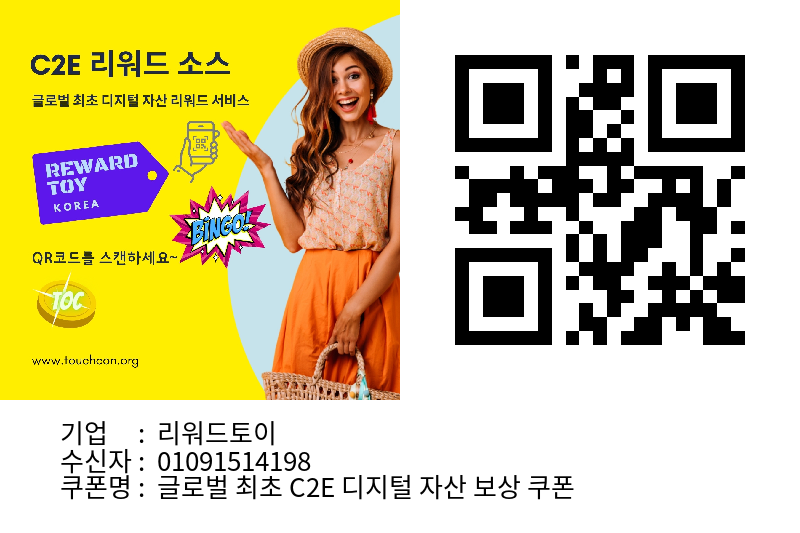 C2E 리워드 소스
글로벌 최초 디지털 자산 리워드 서비스
REWARD
TOY
KOREA
BINGO!
QR코드를 스캔하세요~
TOC
www.touchcon.org
기업 : 리워드토이
수신자 : 01091514198
쿠폰명 : 글로벌 최초 C2E 디지털 자산 보상 쿠폰